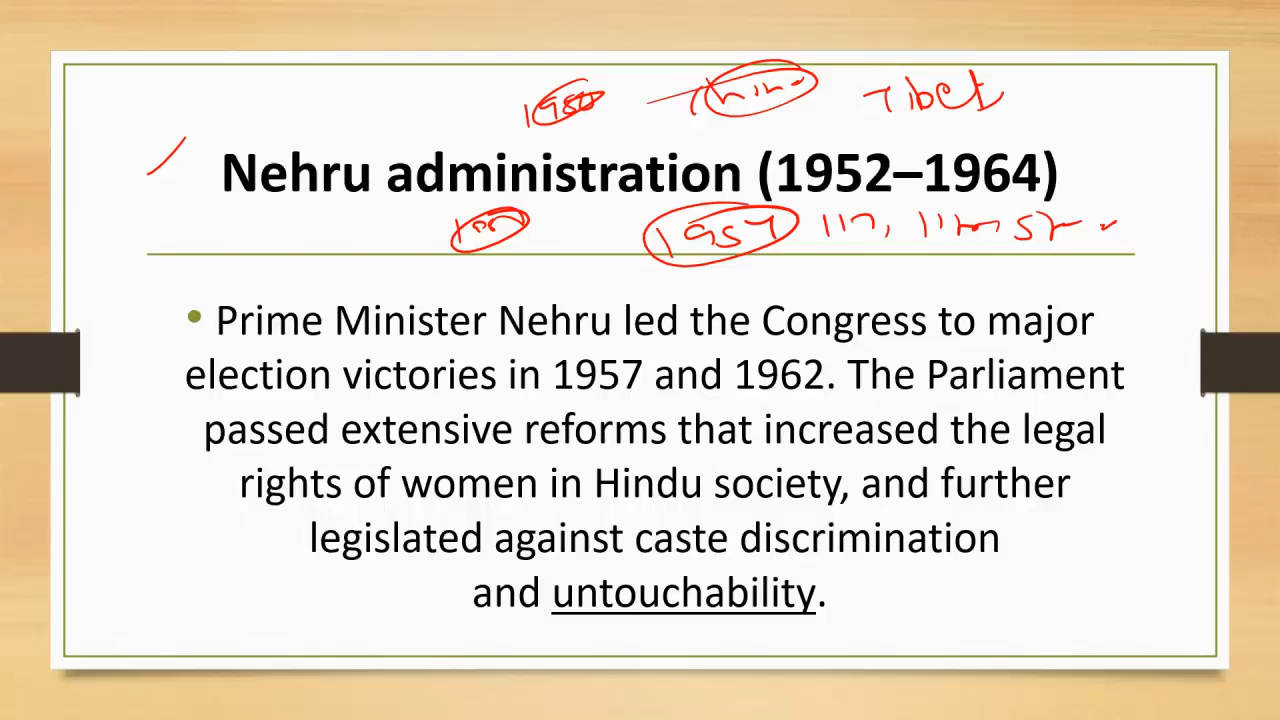 1950 China Tibet
Nehru administration (1952–1964)
1957
• Prime Minister Nehru led the Congress to major
election victories in 1957 and 1962. The Parliament
passed extensive reforms that increased the legal
rights of women in Hindu society, and further
legislated against caste discrimination
and untouchability.